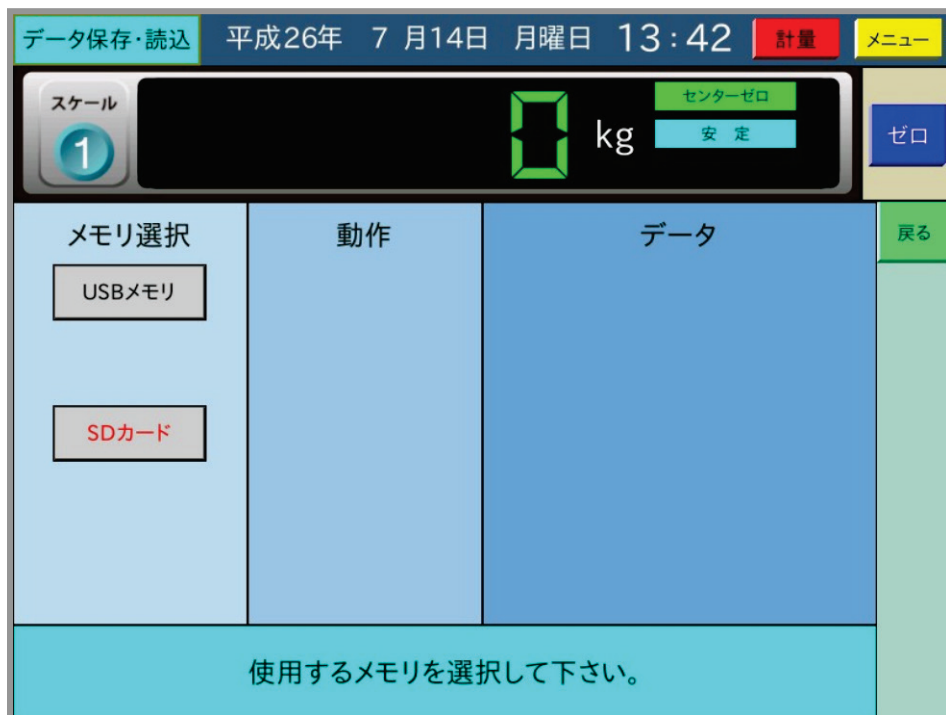 データ保存・読込 平成26年 7月14日 月曜日 13:42 計量 メニュー
スケール
1
0 kg
センターゼロ
安 定
ゼロ
メモリ選択 動作 データ 戻る
USBメモリ
SDカード
使用するメモリを選択して下さい。